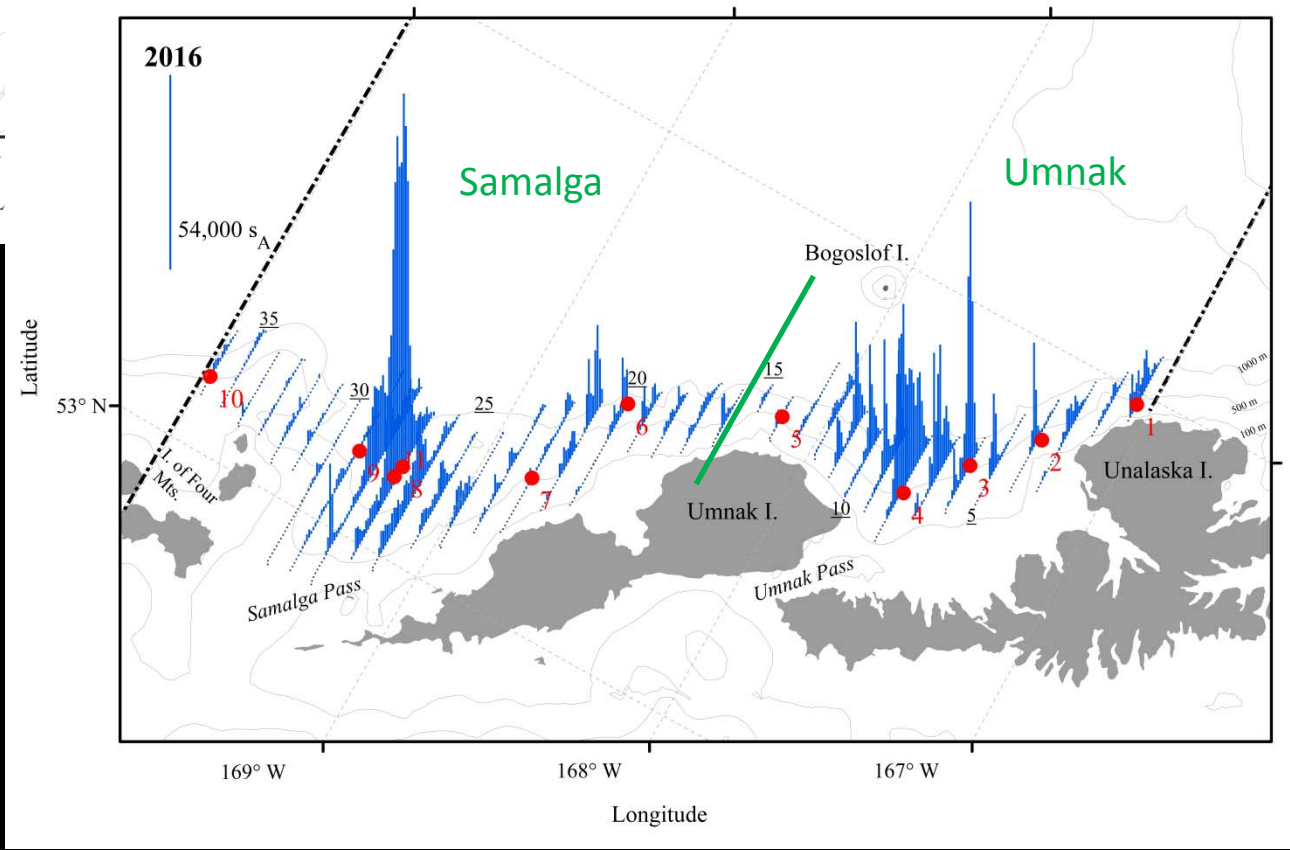 2016
54,000 s
A
Samalga
Umnak
Bogoslof I.
Latitude
53° N
35
30
25
20
15
10
5
10
9
11
8
7
6
5
4
3
2
1
1000 m
500 m
100 m
I. of Four
Mts.
Umnak I.
Unalaska I.
Samalga Pass
Umnak Pass
169° W
168° W
167° W
Longitude